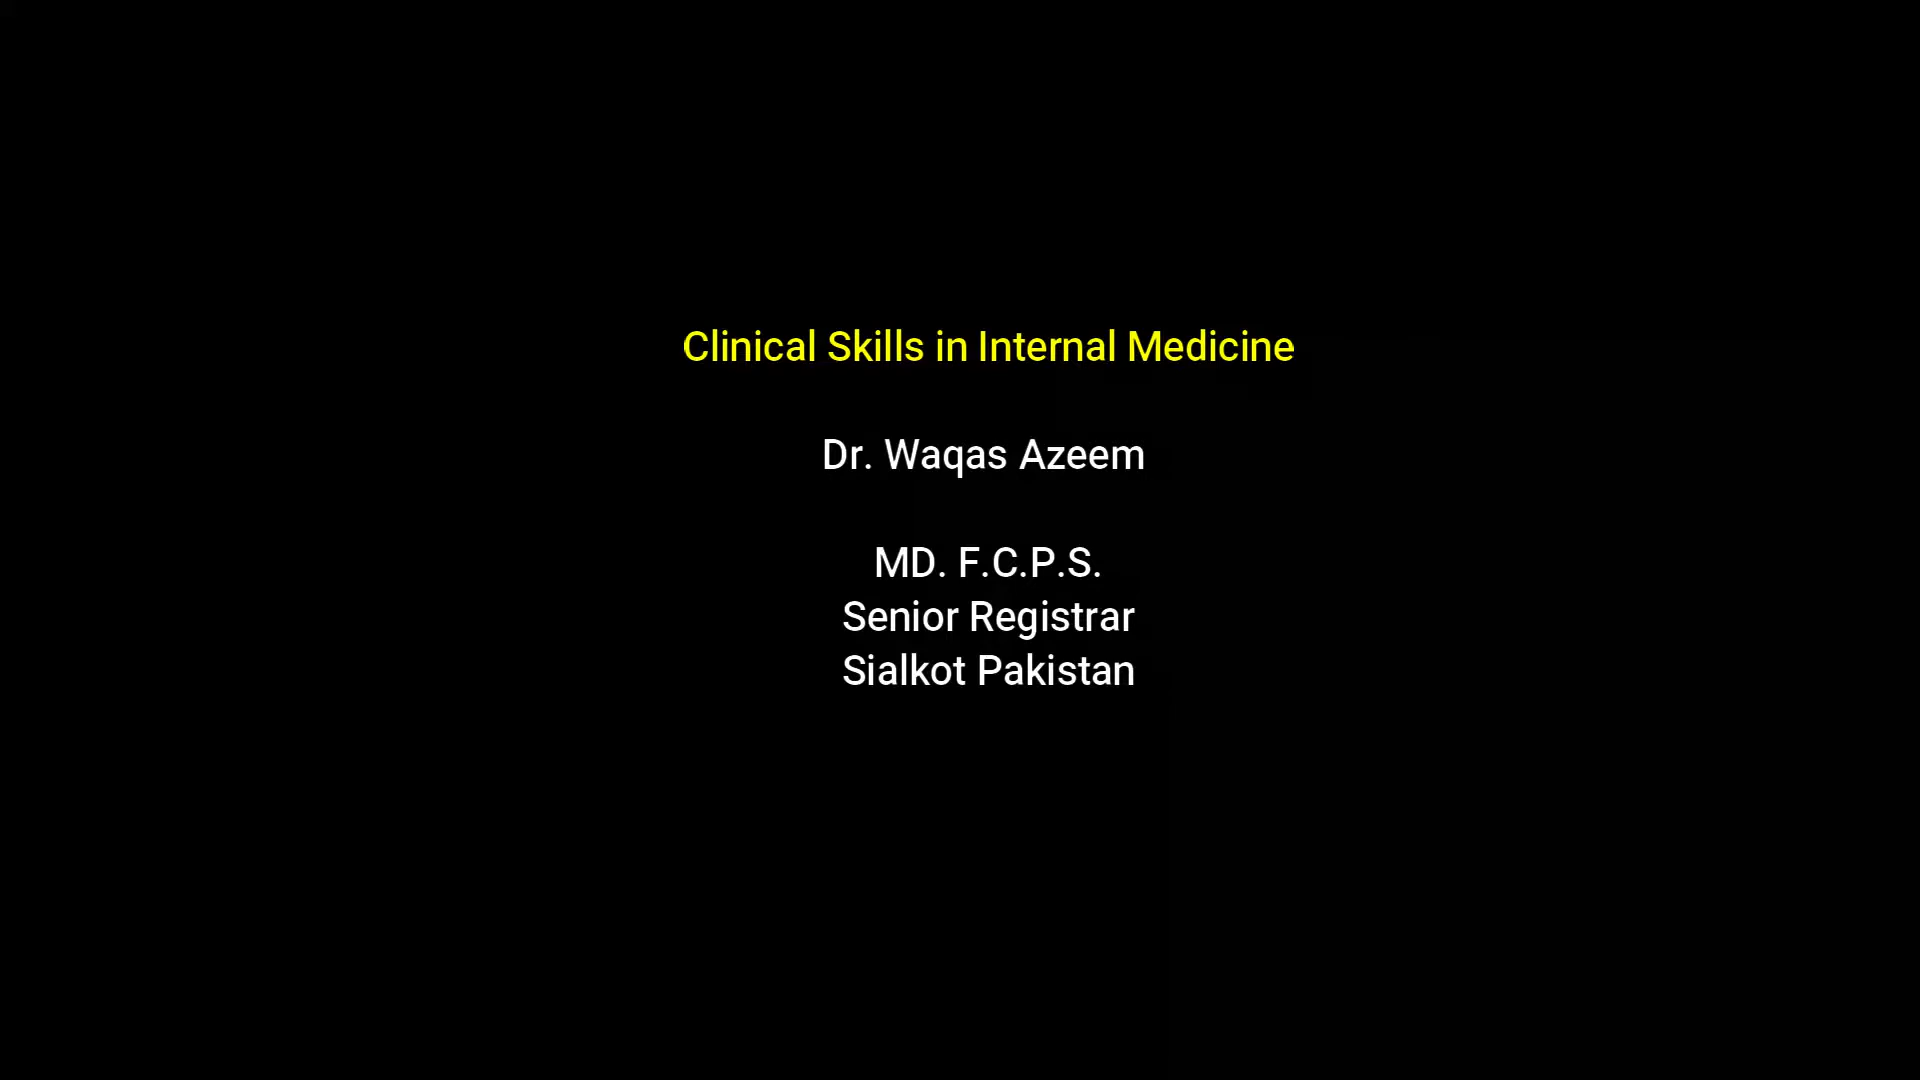 Clinical Skills in Internal Medicine
Dr. Waqas Azeem
MD. F.C.P.S.
Senior Registrar
Sialkot Pakistan